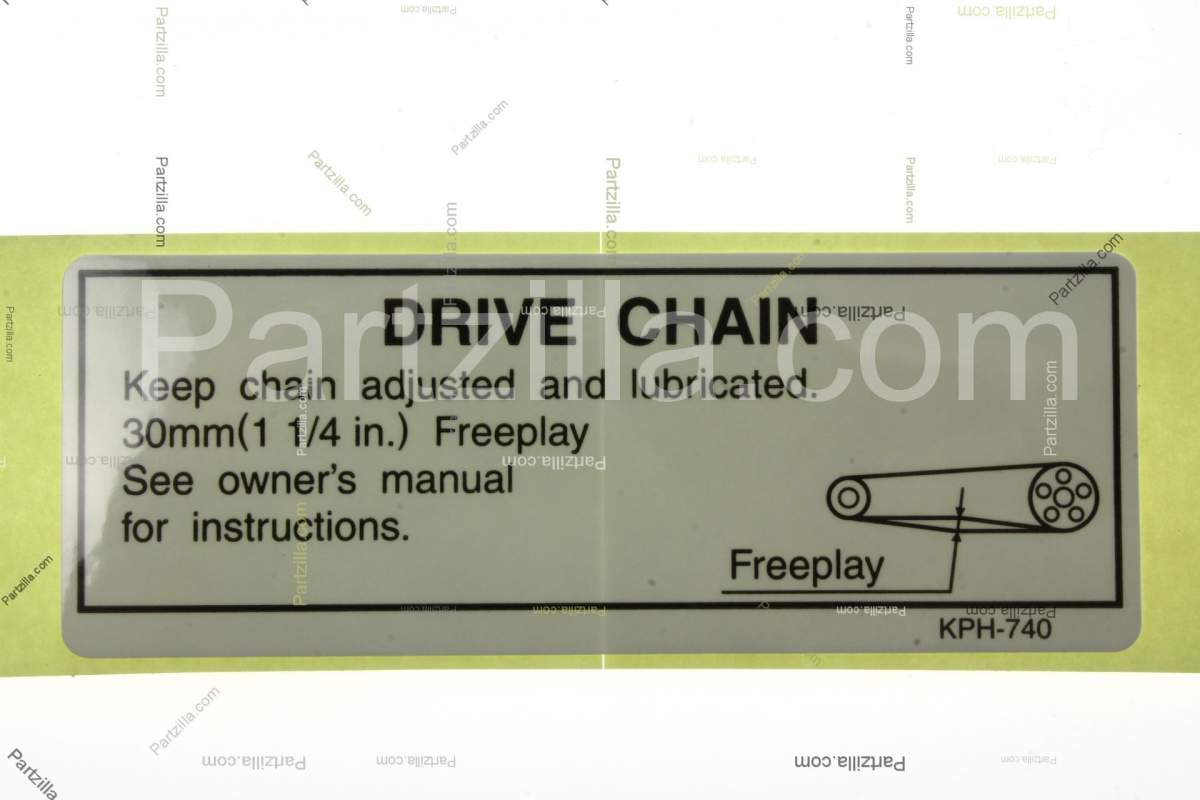 DRIVE CHAIN
Keep chain adjusted and lubricated.
30mm(1 1/4 in.) Freeplay
See owner's manual
for instructions.
Freeplay
KPH-740
Partzilla.com